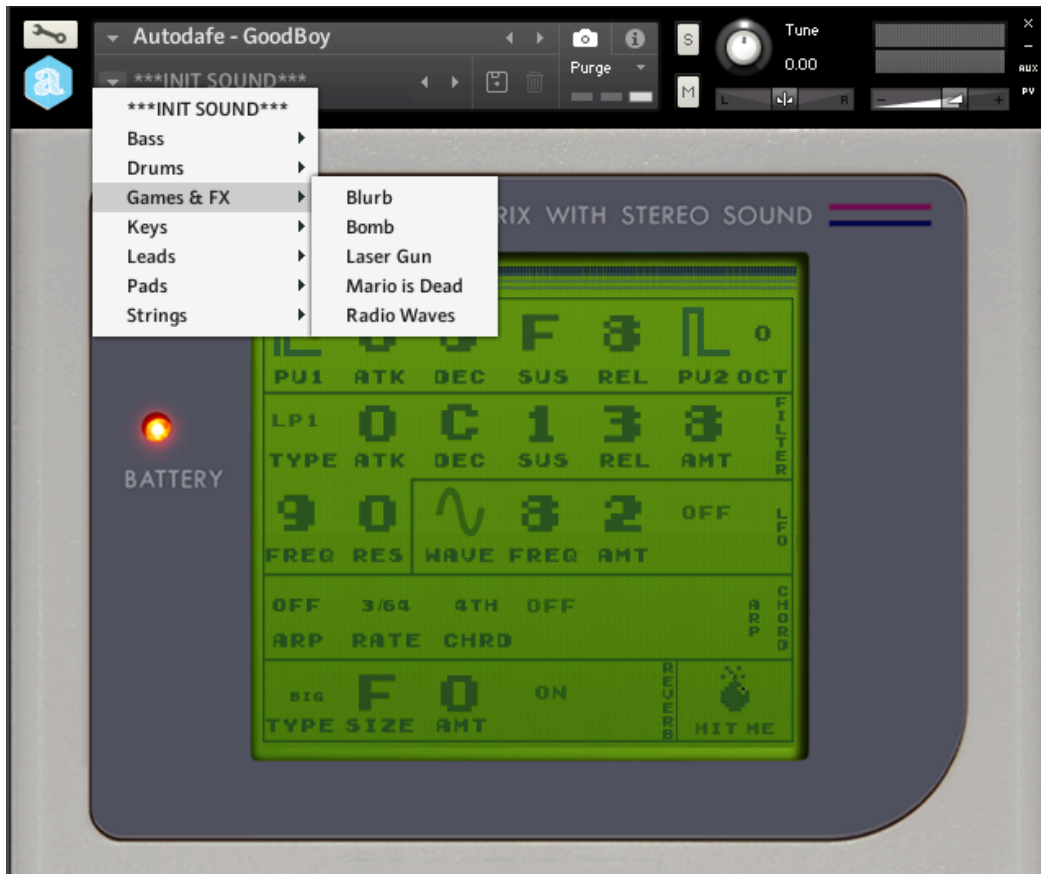 Autodafe - GoodBoy
***INIT SOUND***
Purge
S
M
Tune
0.00
L
R
-
+
×
–
AUX
PV
***INIT SOUND***
Bass
Drums
Games & FX
Keys
Leads
Pads
Strings
Blurb
Bomb
Laser Gun
Mario is Dead
Radio Waves
RIX WITH STEREO SOUND
BATTERY
F 8 0
PU1 ATK DEC SUS REL PU2 OCT
LP1 0 C 1 3 8
TYPE ATK DEC SUS REL AMT
FILTER
9 0 8 2 OFF
FREQ RES WAVE FREQ AMT
LFO
OFF 3/64 4TH OFF
ARP RATE CHRD
ARP
CHORD
BIG F 0 ON
TYPE SIZE AMT
REVERB
HIT ME